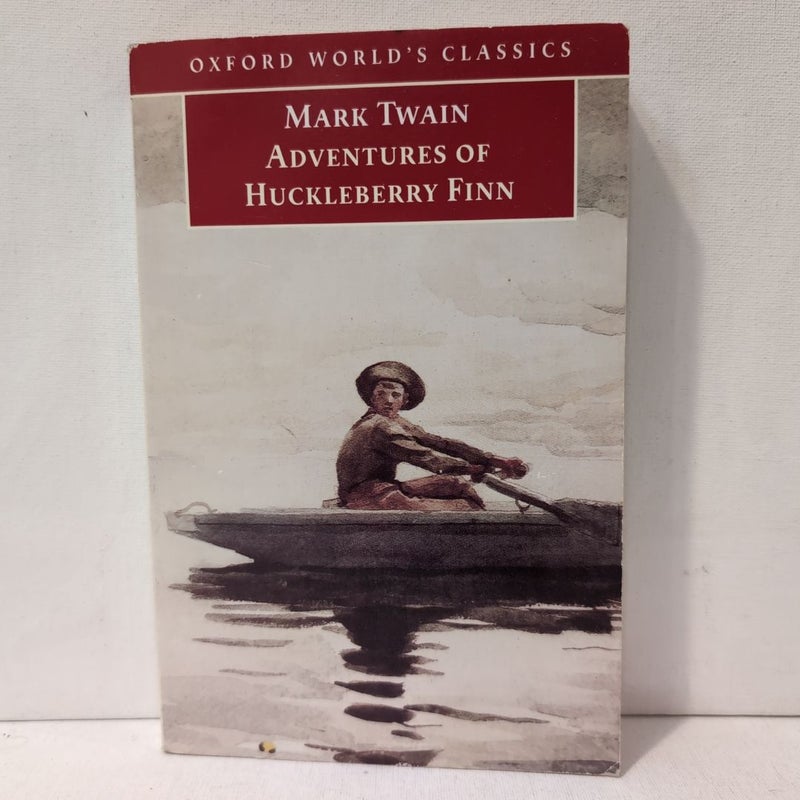 OXFORD WORLD'S CLASSICS
MARK TWAIN
ADVENTURES OF
HUCKLEBERRY FINN